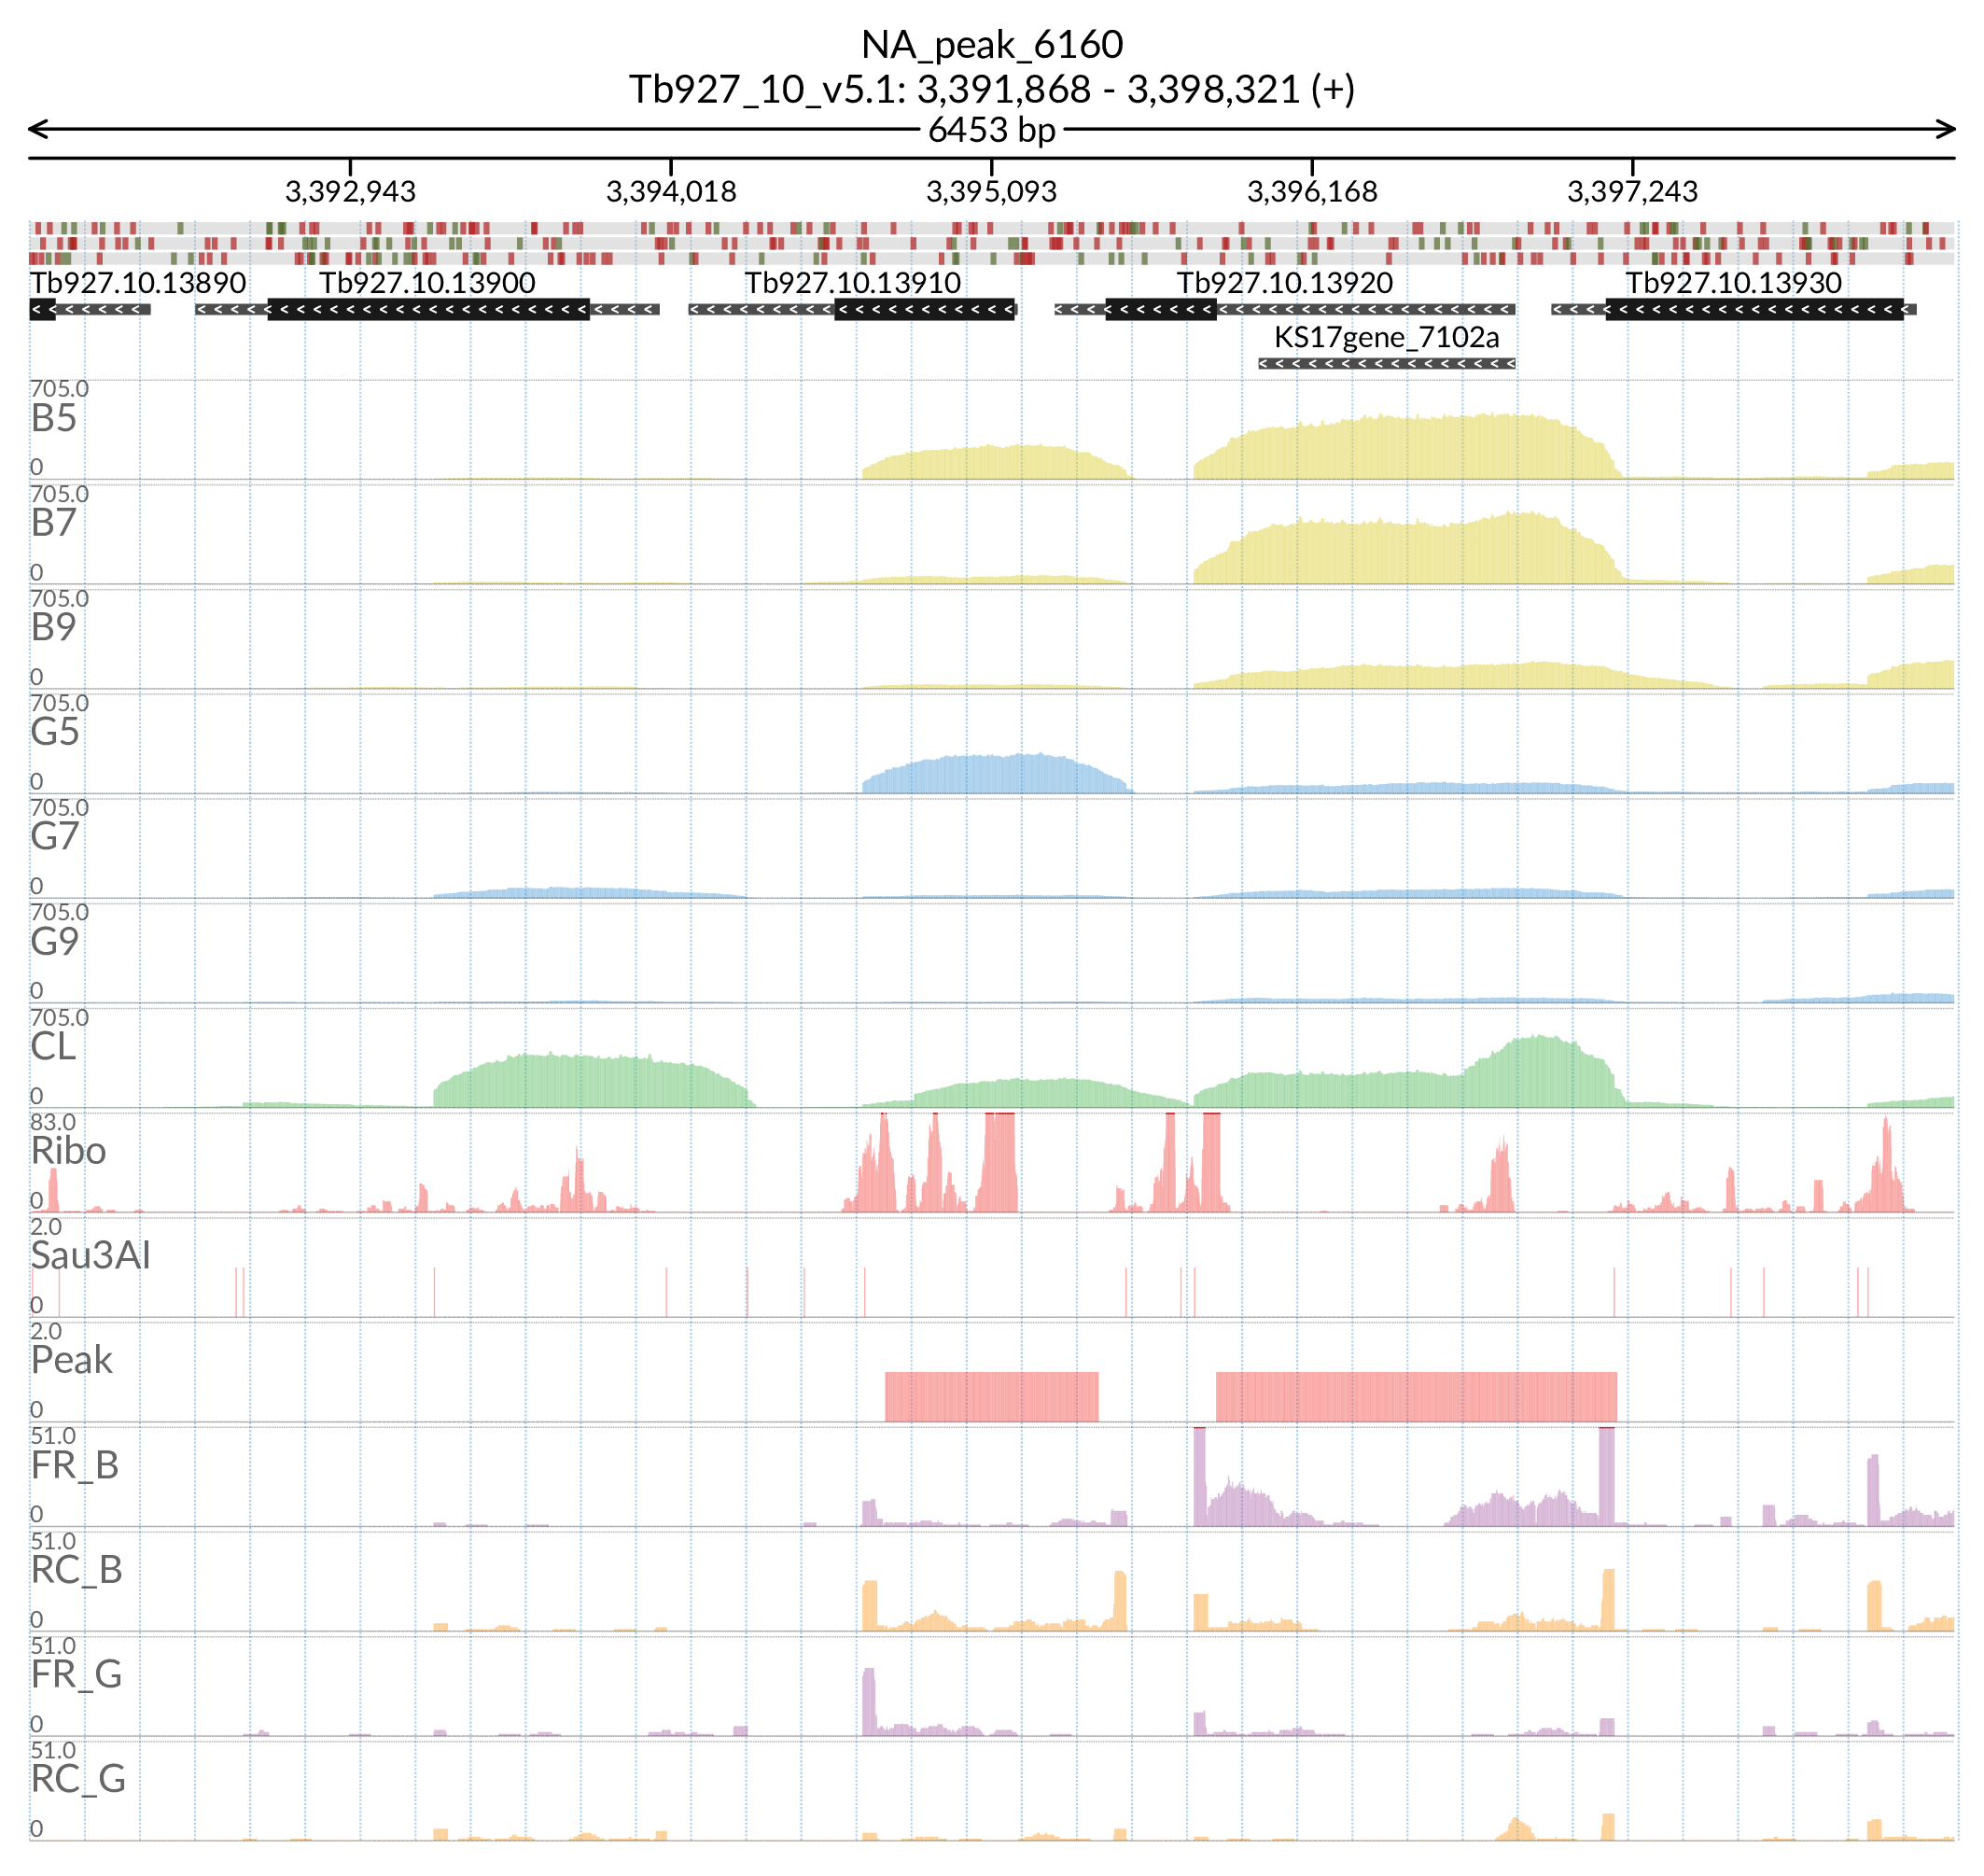 NA_peak_6160
Tb927_10_v5.1: 3,391,868 - 3,398,321 (+)
6453 bp
3,392,943 3,394,018 3,395,093 3,396,168 3,397,243
Tb927.10.13890 Tb927.10.13900 Tb927.10.13910 Tb927.10.13920 Tb927.10.13930
KS17gene_7102a
705.0
B5
0
705.0
B7
0
705.0
B9
0
705.0
G5
0
705.0
G7
0
705.0
G9
0
705.0
CL
0
83.0
Ribo
0
2.0
Sau3AI
0
2.0
Peak
0
51.0
FR_B
0
51.0
RC_B
0
51.0
FR_G
0
51.0
RC_G
0